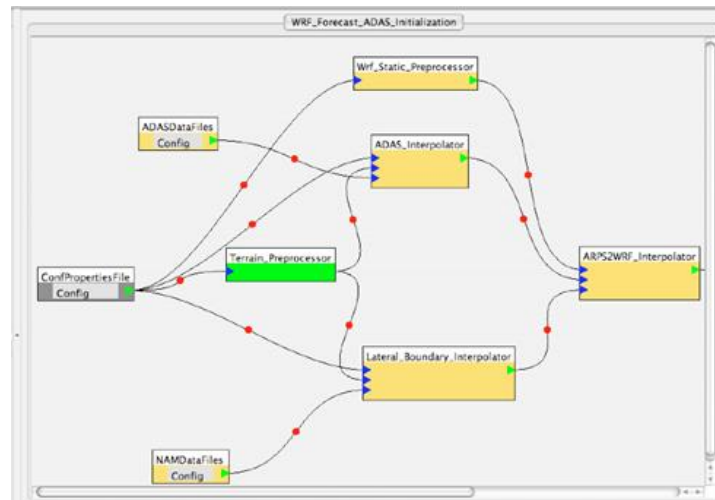 WRF_Forecast_ADAS_Initialization
Wrf_Static_Preprocessor
ADASDataFiles
Config
ADAS_Interpolator
Terrain_Preprocessor
ARPS2WRF_Interpolator
ConfPropertiesFile
Config
Lateral_Boundary_Interpolator
NAMDataFiles
Config